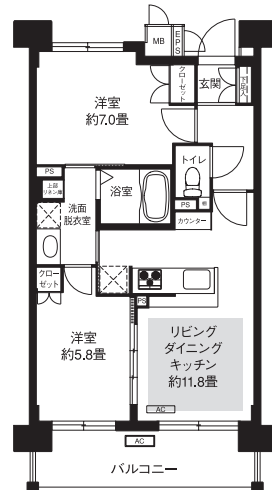 MB
EPS
クローゼット
玄関
下足入
洋室
約7.0畳
トイレ
PS
上部
リネン庫
洗面
脱衣室
浴室
PS
棚
カウンター
クロー
ゼット
PS
洋室
約5.8畳
リビング
ダイニング
キッチン
約11.8畳
AC
AC
バルコニー